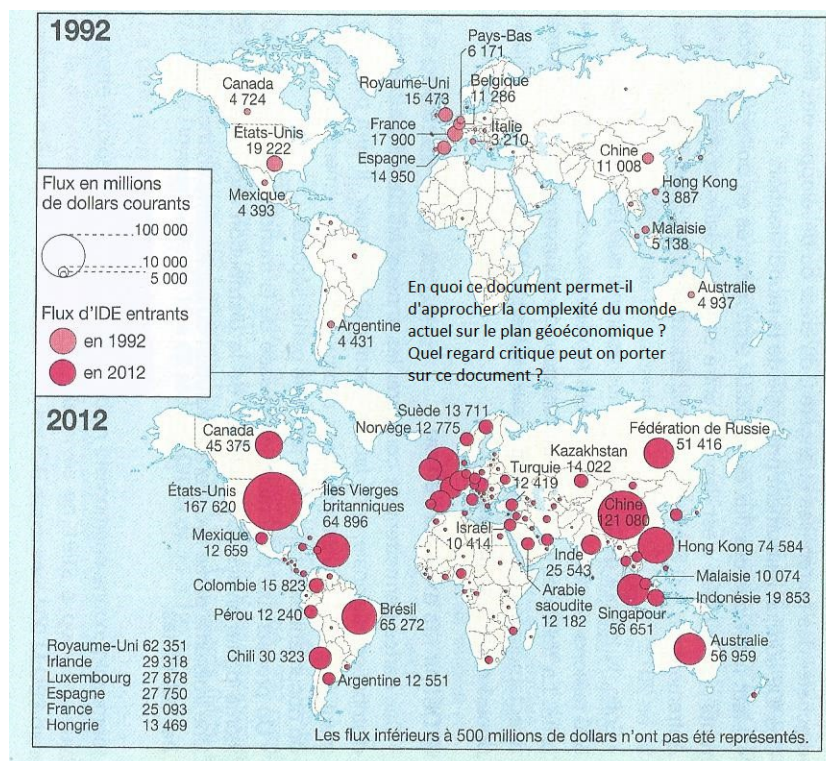 1992
Canada
4 724
États-Unis
19 222
Mexique
4 393
Argentine
4 431
Pays-Bas
6 171
Royaume-Uni
15 473
Belgique
11 286
France
17 900
Italie
3 210
Espagne
14 950
Chine
11 008
Hong Kong
3 887
Malaisie
5 138
Australie
4 937
Flux en millions
de dollars courants
100 000
10 000
5 000
Flux d'IDE entrants
en 1992
en 2012
En quoi ce document permet-il
d'approcher la complexité du monde
actuel sur le plan géoéconomique ?
Quel regard critique peut on porter
sur ce document ?
2012
Canada
45 375
États-Unis
167 620
Mexique
12 659
Îles Vierges
britanniques
64 896
Colombie 15 823
Pérou 12 240
Brésil
65 272
Chili 30 323
Argentine 12 551
Suède 13 711
Norvège 12 775
Kazakhstan
14 022
Turquie
12 419
Fédération de Russie
51 416
Israël
10 414
Chine
121 080
Inde
25 543
Arabie
saoudite
12 182
Hong Kong 74 584
Malaisie 10 074
Indonésie 19 853
Singapour
56 651
Australie
56 959
Royaume-Uni 62 351
Irlande 29 318
Luxembourg 27 878
Espagne 27 750
France 25 093
Hongrie 13 469
Les flux inférieurs à 500 millions de dollars n'ont pas été représentés.